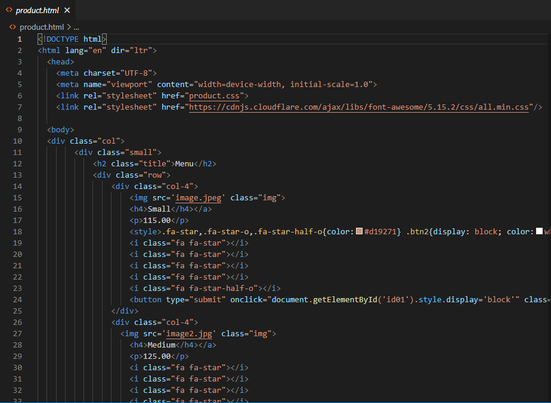 product.html ×
product.html > ...
1 <!DOCTYPE html>
2 <html lang="en" dir="ltr">
3 <head>
4 <meta charset="UTF-8">
5 <meta name="viewport" content="width=device-width, initial-scale=1.0">
6 <link rel="stylesheet" href="product.css">
7 <link rel="stylesheet" href="https://cdnjs.cloudflare.com/ajax/libs/font-awesome/5.15.2/css/all.min.css"/>
8
9 <body>
10 <div class="col">
11 <div class="small">
12 <h2 class="title">Menu</h2>
13 <div class="row">
14 <div class="col-4">
15 <img src='image.jpeg' class="img">
16 <h4>Small</h4></a>
17 <p>115.00</p>
18 <style>.fa-star,.fa-star-o,.fa-star-half-o{color:#d19271} .btn2{display: block; color:
19 <i class="fa fa-star"></i>
20 <i class="fa fa-star"></i>
21 <i class="fa fa-star"></i>
22 <i class="fa fa-star"></i>
23 <i class="fa fa-star-half-o"></i>
24 <button type="submit" onclick="document.getElementById('id01').style.display='block'" class=
25 </div>
26 <div class="col-4">
27 <img src='image2.jpg' class="img">
28 <h4>Medium</h4></a>
29 <p>125.00</p>
30 <i class="fa fa-star"></i>
31 <i class="fa fa-star"></i>
32 <i class="fa fa-star"></i>
33 <i class="fa fa-star"></i>